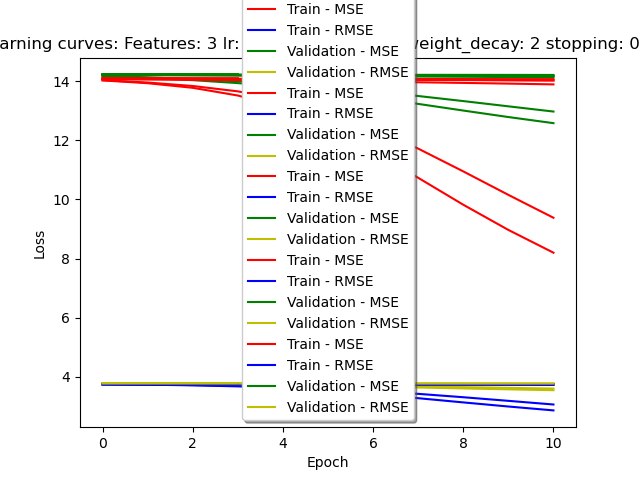 arning curves: Features: 3 lr: weight_decay: 2 stopping: 0
Train - MSE
Train - RMSE
Validation - MSE
Validation - RMSE
Train - MSE
Train - RMSE
Validation - MSE
Validation - RMSE
Train - MSE
Train - RMSE
Validation - MSE
Validation - RMSE
Train - MSE
Train - RMSE
Validation - MSE
Validation - RMSE
Train - MSE
Train - RMSE
Validation - MSE
Validation - RMSE
Loss
14
12
10
8
6
4
0 2 4 6 8 10
Epoch